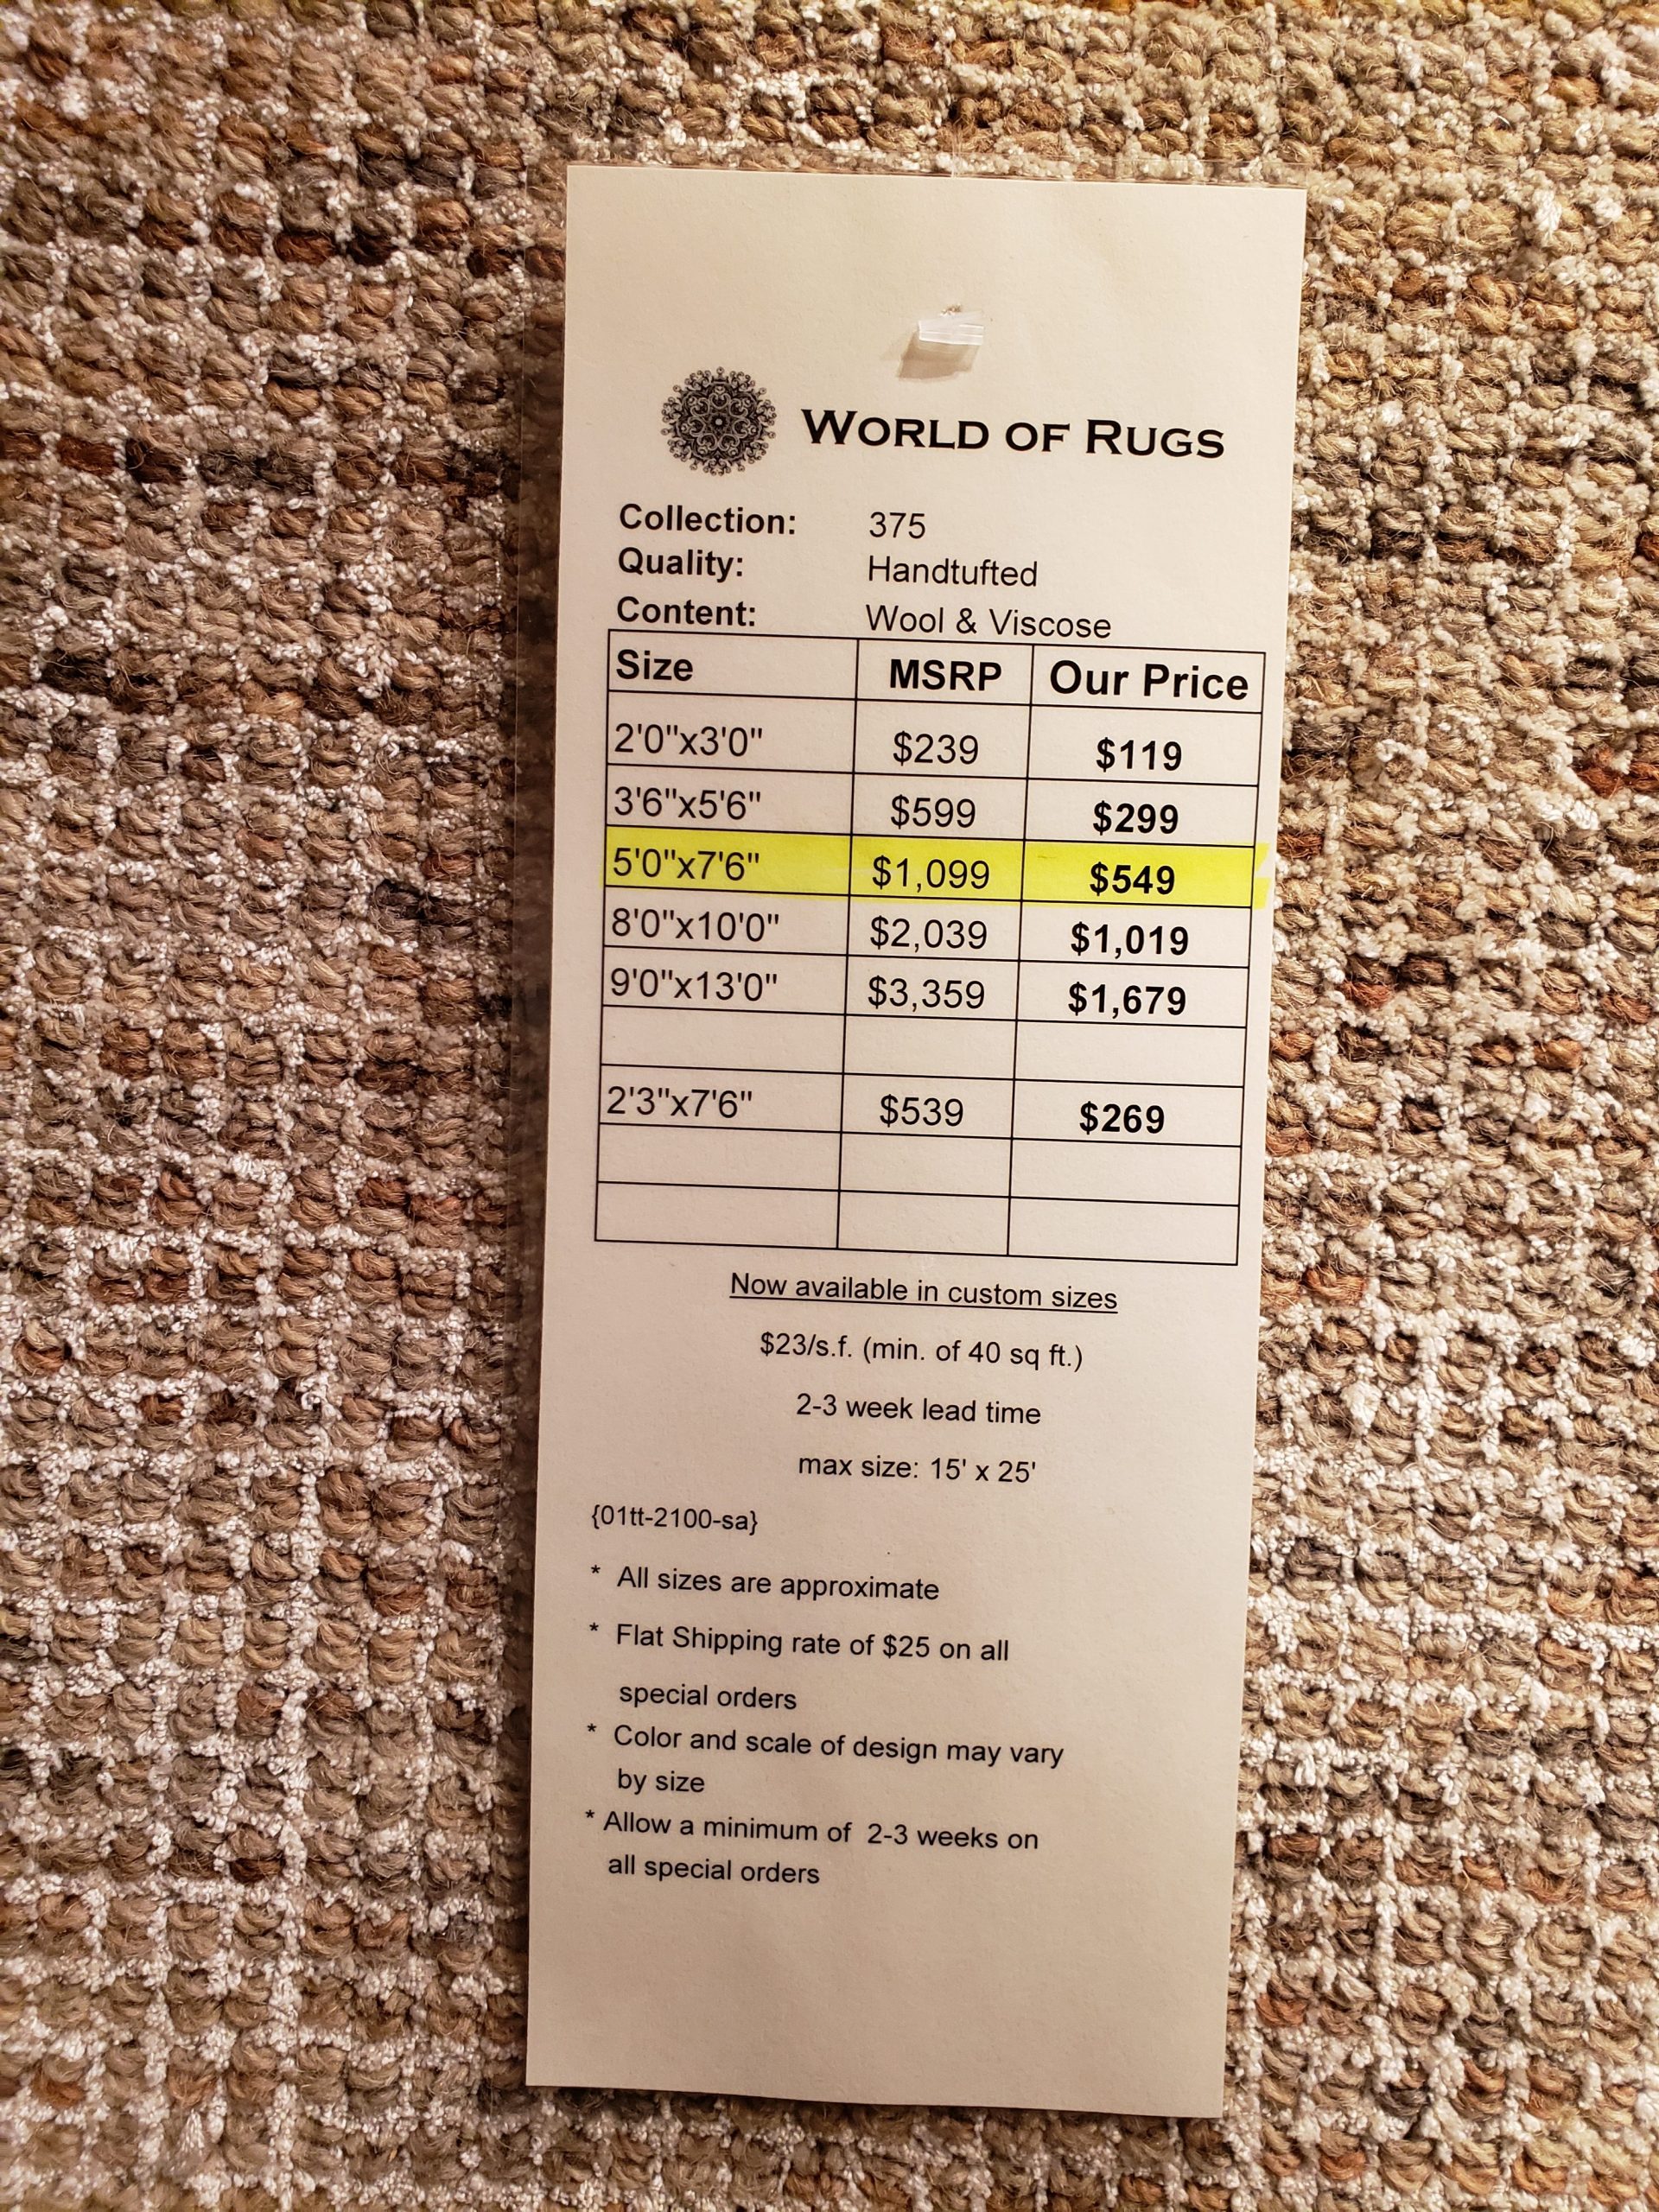 WORLD OF RUGS
Collection: 375
Quality: Handtufted
Content: Wool & Viscose
Size MSRP Our Price
2'0"x3'0" $239 $119
3'6"x5'6" $599 $299
5'0"x7'6" $1,099 $549
8'0"x10'0" $2,039 $1,019
9'0"x13'0" $3,359 $1,679
2'3"x7'6" $539 $269
Now available in custom sizes
$23/s.f. (min. of 40 sq ft.)
2-3 week lead time
max size: 15' x 25'
{01tt-2100-sa}
* All sizes are approximate
* Flat Shipping rate of $25 on all
special orders
* Color and scale of design may vary
by size
* Allow a minimum of 2-3 weeks on
all special orders